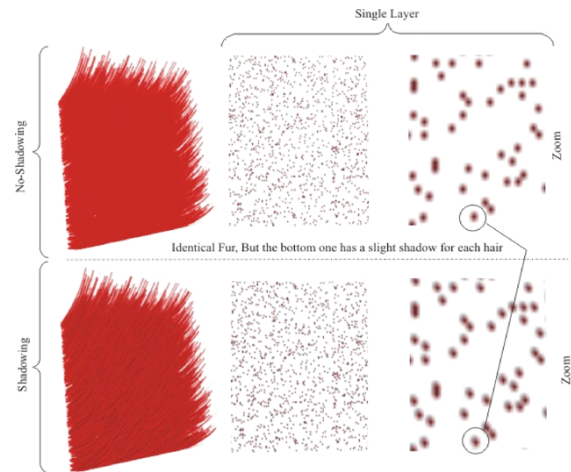 Single Layer
No-Shadowing
Zoom
Identical Fur, But the bottom one has a slight shadow for each hair
Shadowing
Zoom